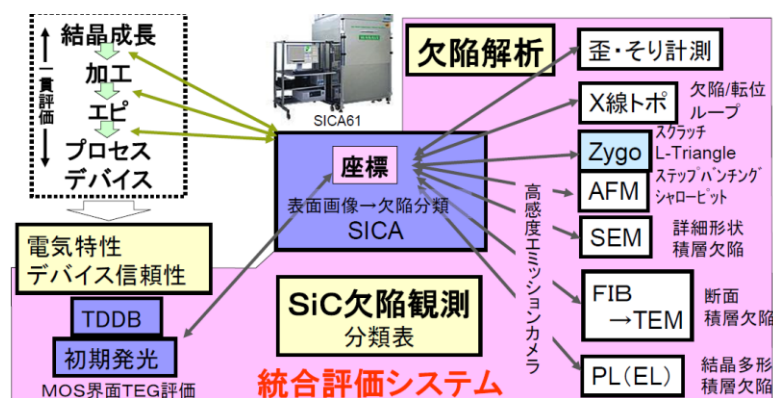 一貫評価
結晶成長
加工
エピ
プロセス
デバイス
SICA61
欠陥解析
座標
表面画像→欠陥分類
SICA
電気特性
デバイス信頼性
TDDB
初期発光
MOS界面TEG評価
SiC欠陥観測
分類表
統合評価システム
高感度エミッションカメラ
歪・そり計測
X線トポ
欠陥/転位
ループ
Zygo
スクラッチ
L-Triangle
AFM
ステップバンチング
シャローピット
SEM
詳細形状
積層欠陥
FIB
→TEM
断面
積層欠陥
PL(EL)
結晶多形
積層欠陥